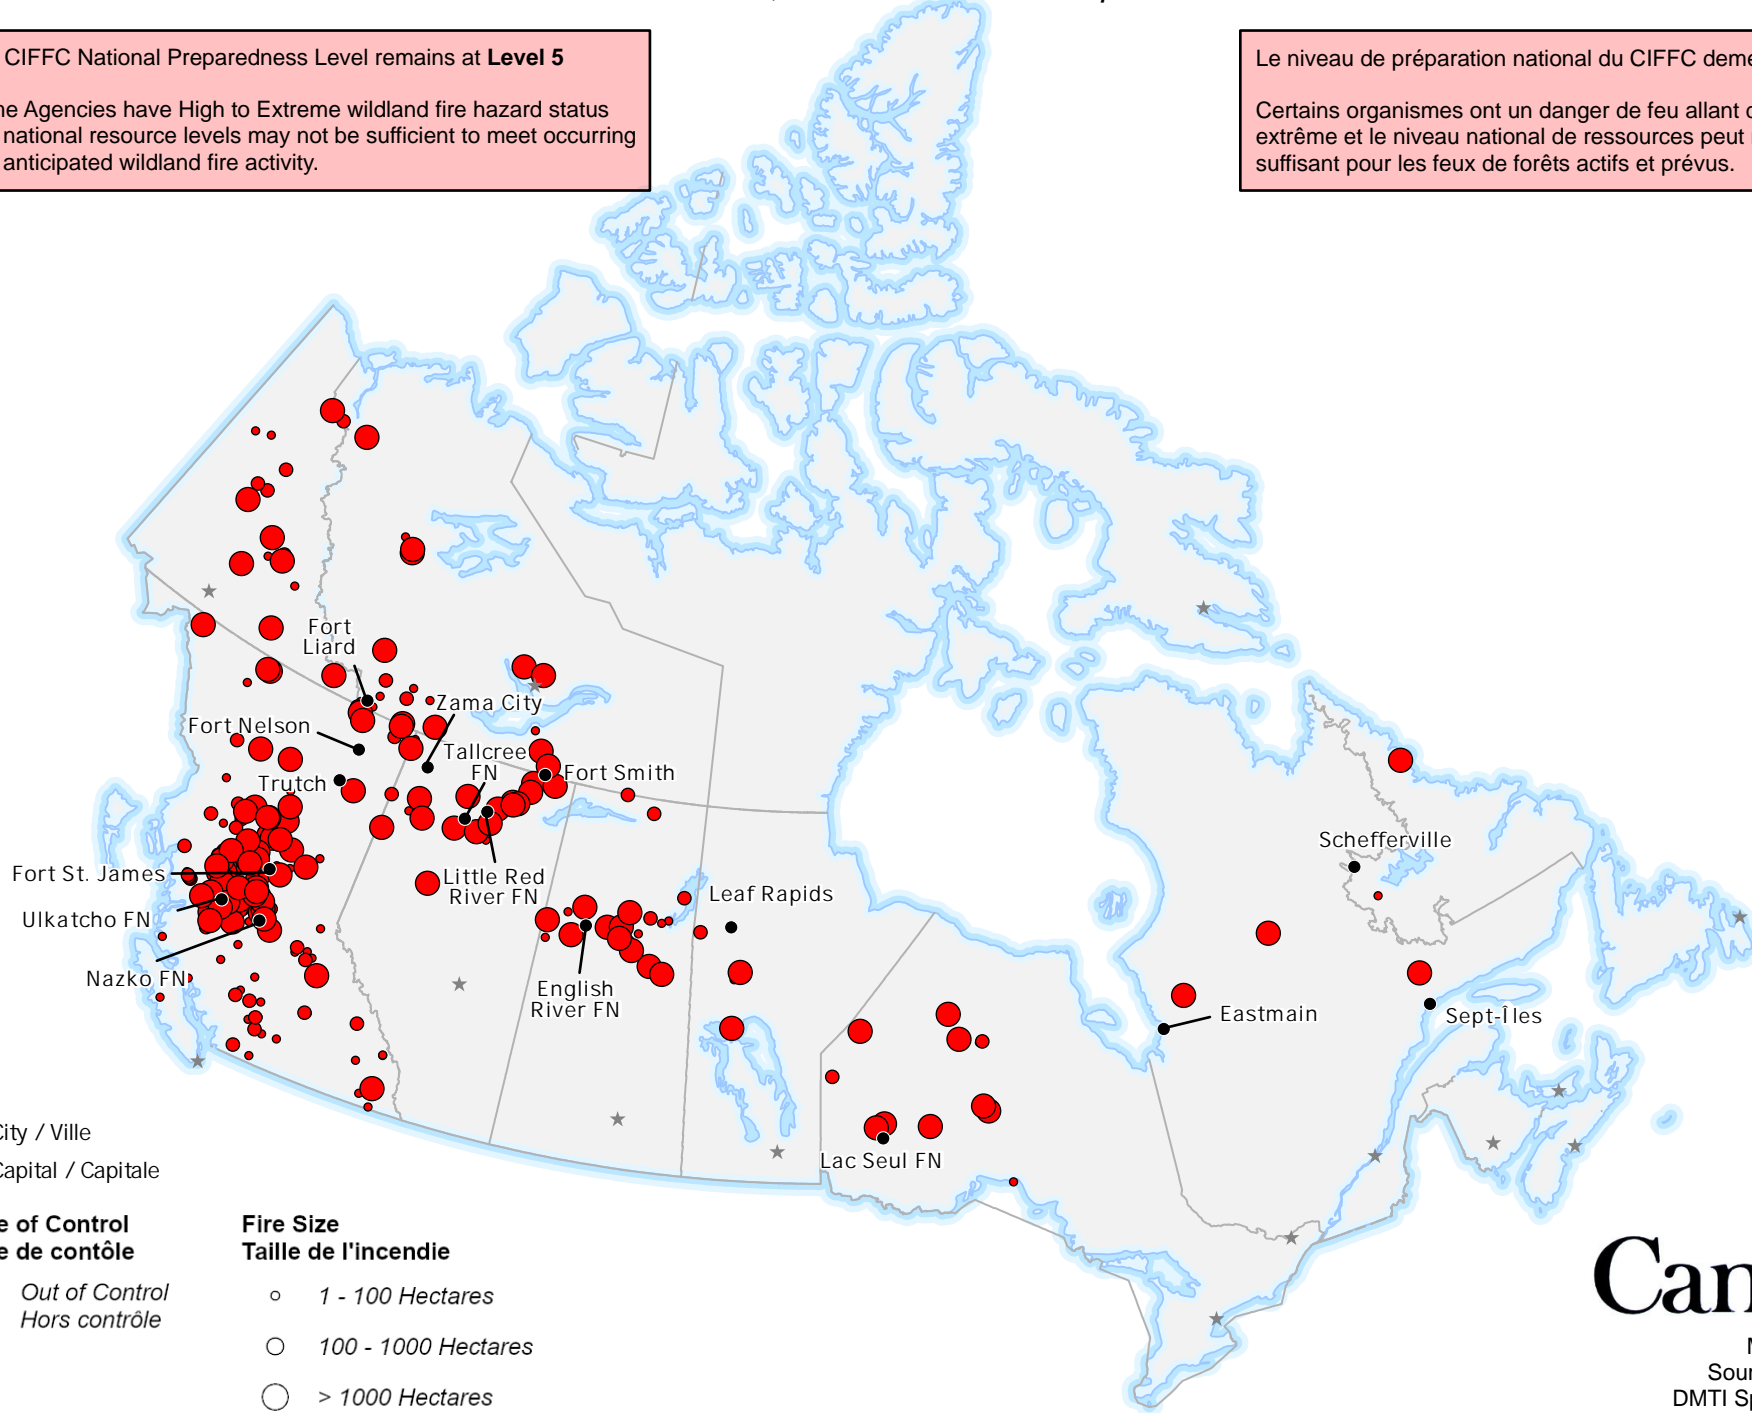 CIFFC National Preparedness Level remains at Level 5
Agencies have High to Extreme wildland fire hazard status
national resource levels may not be sufficient to meet occurring
anticipated wildland fire activity.
Le niveau de préparation national du CIFFC
Certains organismes ont un danger de feu allant
extrême et le niveau national de ressources peut
suffisant pour les feux de forêts actifs et prévus.
Fort
Liard
Zama City
Fort Nelson
Tallcree
FN
Fort Smith
Trutch
Schefferville
Fort St. James
Little Red
River FN
Leaf Rapids
Ulkatcho FN
Nazko FN
English
River FN
Eastmain
Sept-Îles
Lac Seul FN
City / Ville
Capital / Capitale
of Control
de contôle
Out of Control
Hors contrôle
Fire Size
Taille de l'incendie
1 - 100 Hectares
100 - 1000 Hectares
> 1000 Hectares
Can
DMTI